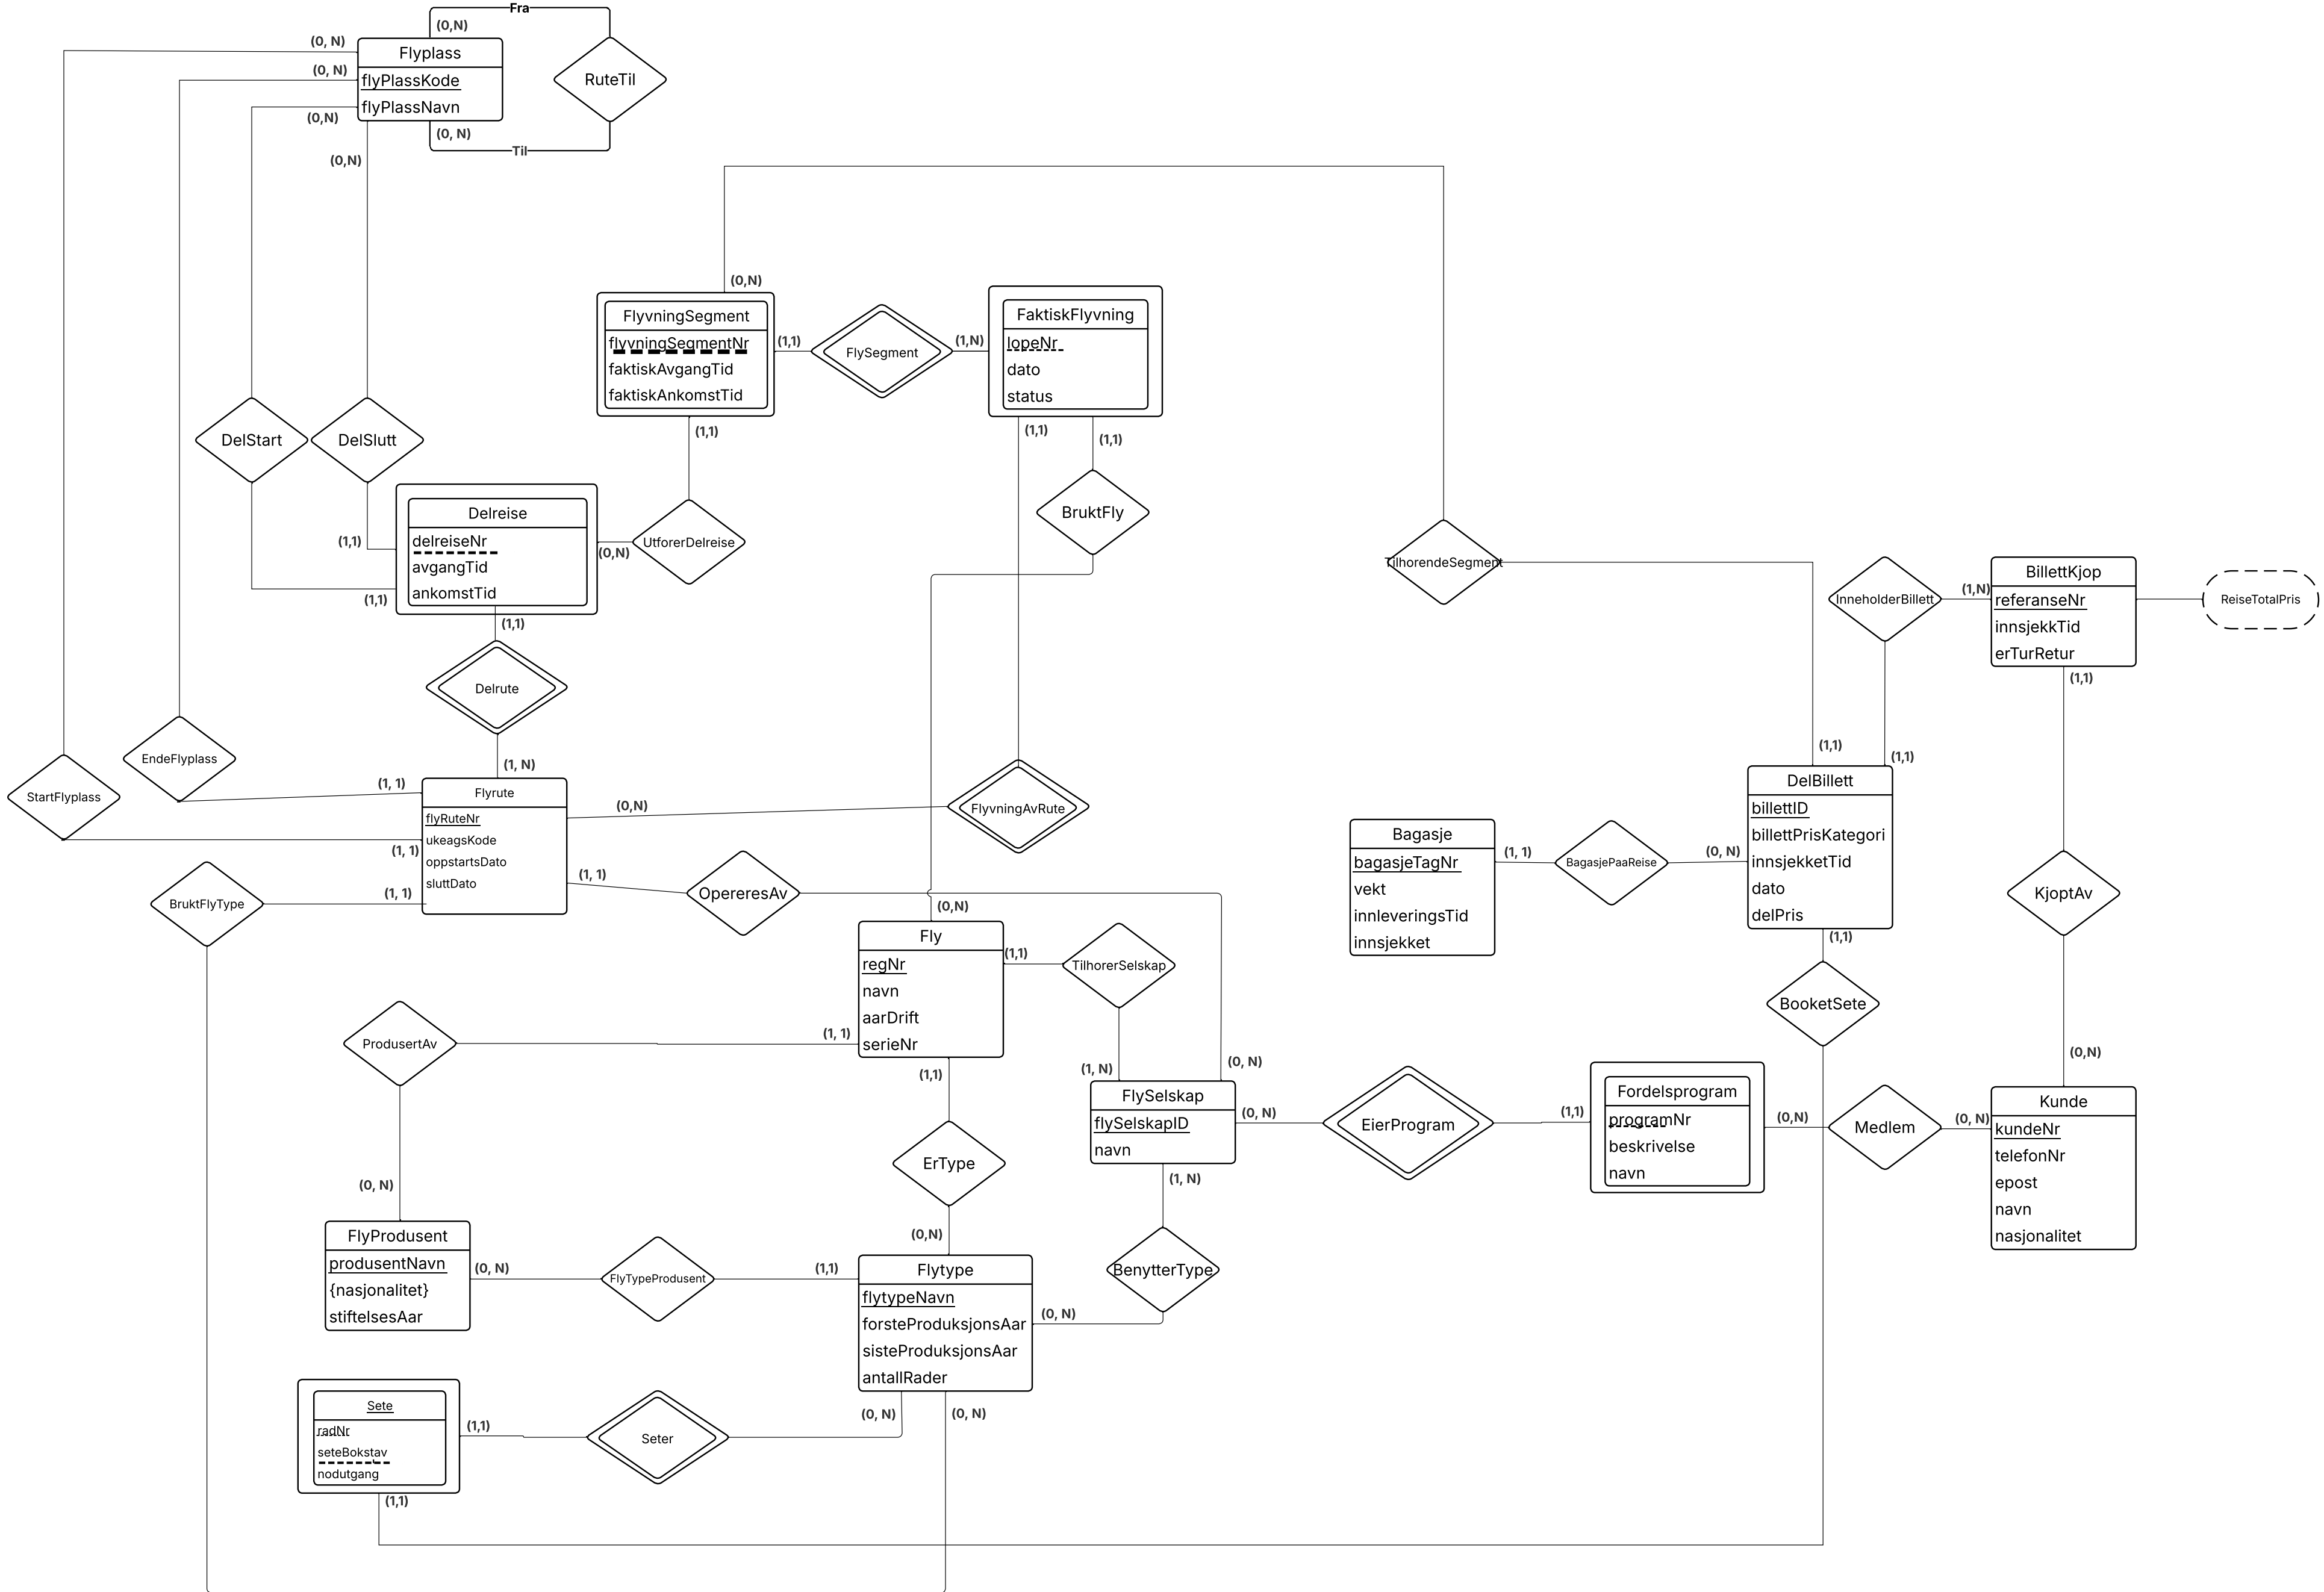 Fra
(0,N)
(0, N)
Flyplass
(0, N)
flyPlassKode
RuteTil
flyPlassNavn
(0,N)
(0, N)
Til
(0,N)
(0,N)
FlyvningSegment
flyvningSegmentNr
faktiskAvgangTid
faktiskAnkomstTid
(1,1)
FlySegment
(1,N)
FaktiskFlyvning
lopeNr
dato
status
(1,1)
(1,1)
(1,1)
DelStart
DelSlutt
Delreise
delreiseNr
avgangTid
ankomstTid
(1,1)
(1,1)
(0,N)
UtforerDelreise
BruktFly
TilhorendeSegment
InneholderBillett
(1,N)
BillettKjop
referanseNr
innsjekkTid
erTurRetur
ReiseTotalPris
(1,1)
(1,1)
Delrute
(1, N)
EndeFlyplass
StartFlyplass
(1, 1)
Flyrute
flyRuteNr
ukeagsKode
oppstartsDato
sluttDato
(0,N)
FlyvningAvRute
(1, 1)
(1, 1)
OpereresAv
BruktFlyType
(1, 1)
(1,1)
(1,1)
DelBillett
billettID
billettPrisKategori
innsjekketTid
dato
delPris
Bagasje
bagasjeTagNr
vekt
innleveringsTid
innsjekket
(1, 1)
BagasjePaaReise
(0, N)
KjoptAv
(0,N)
Fly
regNr
navn
aarDrift
serieNr
(1,1)
TilhorerSelskap
(1,1)
BooketSete
ProdusertAv
(1, 1)
(1,1)
(1, N)
(0, N)
(0,N)
FlySelskap
flySelskapID
navn
(0, N)
EierProgram
(1,1)
Fordelsprogram
programNr
beskrivelse
navn
(0,N)
Medlem
(0, N)
Kunde
kundeNr
telefonNr
epost
navn
nasjonalitet
ErType
(0, N)
(1, N)
(0,N)
FlyProdusent
produsentNavn
{nasjonalitet}
stiftelsesAar
(0, N)
FlyTypeProdusent
(1,1)
Flytype
flytypeNavn
forsteProduksjonsAar
sisteProduksjonsAar
antallRader
BenytterType
(0, N)
(0, N)
(0, N)
Sete
radNr
seteBokstav
nodutgang
(1,1)
Seter
(1,1)